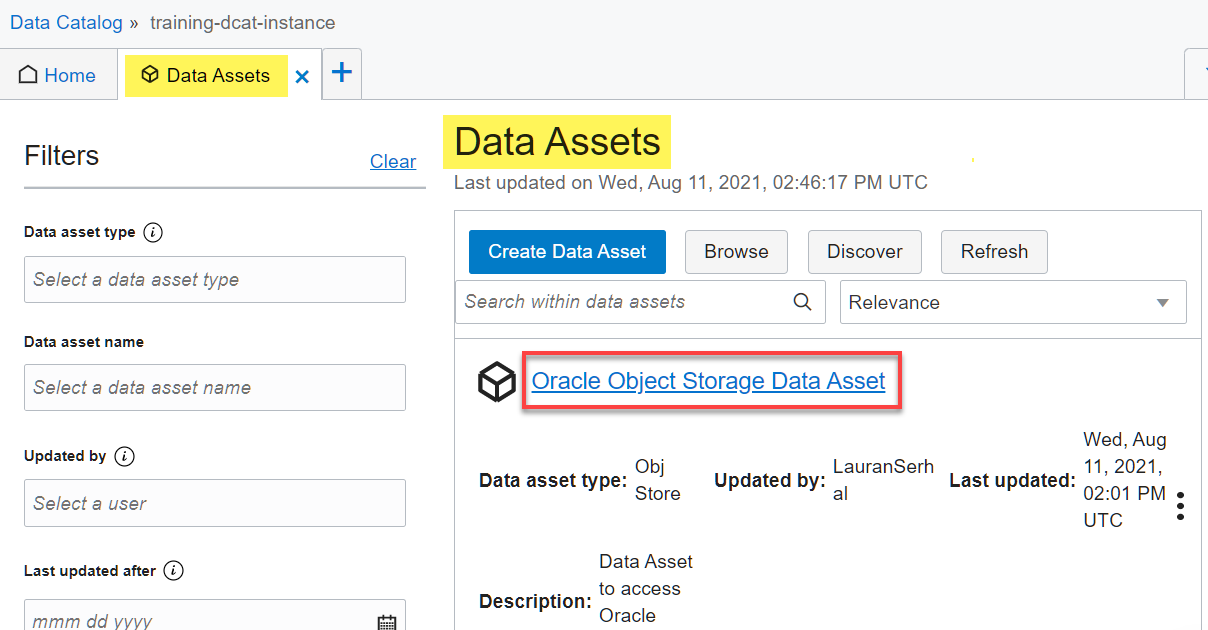 Data Catalog » training-dcat-instance
Home
Data Assets
Filters
Clear
Data asset type
Select a data asset type
Data asset name
Select a data asset name
Updated by
Select a user
Last updated after
mmm dd yyyy
Data Assets
Last updated on Wed, Aug 11, 2021, 02:46:17 PM UTC
Create Data Asset Browse Discover Refresh
Search within data assets Relevance
Oracle Object Storage Data Asset
Data asset type: Obj
Store
Updated by: LauranSerh
al
Last updated: Wed, Aug
11, 2021,
02:01 PM
UTC
Description: Data Asset
to access
Oracle